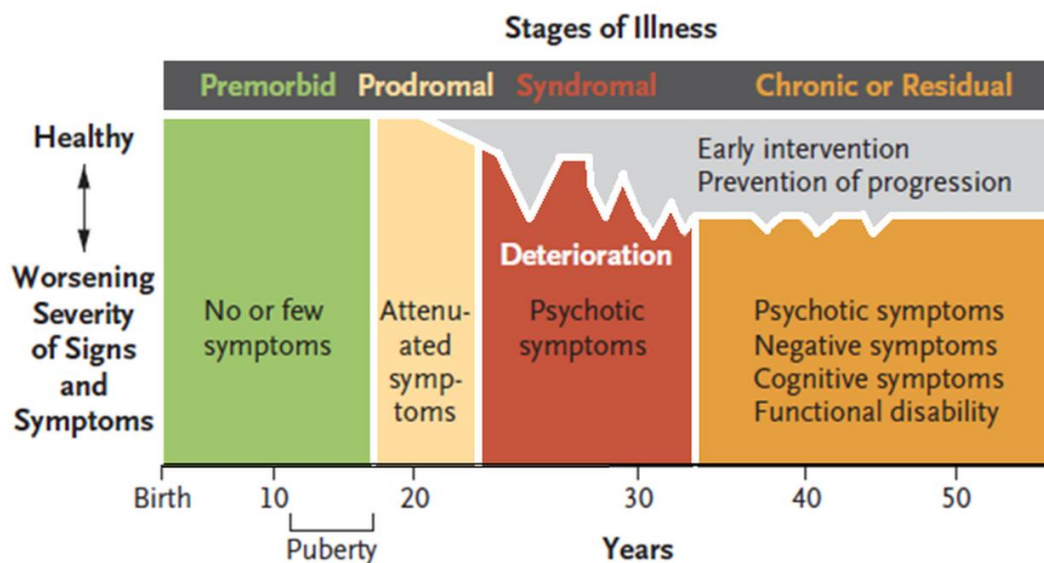 Stages of Illness
Premorbid Prodromal Syndromal Chronic or Residual
Healthy
Worsening
Severity
of Signs
and
Symptoms
No or few
symptoms
Attenu-
ated
symp-
toms
Deterioration
Psychotic
symptoms
Early intervention
Prevention of progression
Psychotic symptoms
Negative symptoms
Cognitive symptoms
Functional disability
Birth 10 20 30 40 50
Puberty
Years